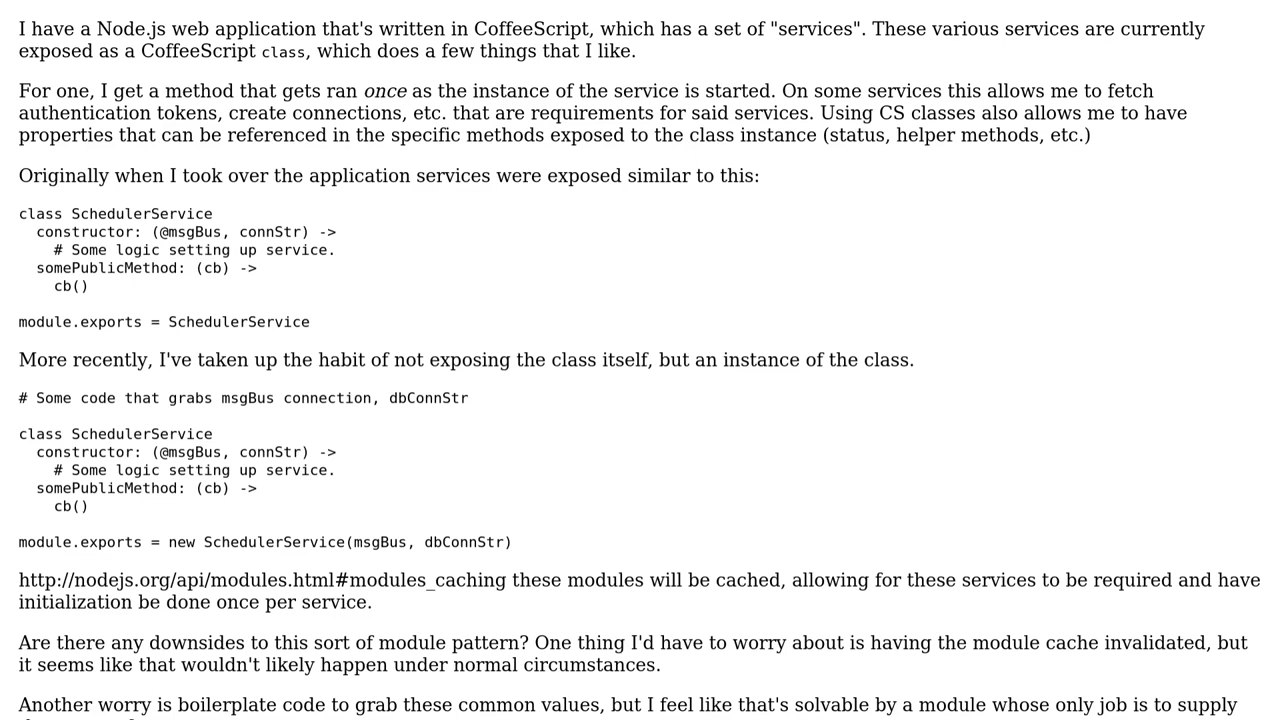 I have a Node.js web application that's written in CoffeeScript, which has a set of "services". These various services are currently
exposed as a CoffeeScript class, which does a few things that I like.
For one, I get a method that gets ran once as the instance of the service is started. On some services this allows me to fetch
authentication tokens, create connections, etc. that are requirements for said services. Using CS classes also allows me to have
properties that can be referenced in the specific methods exposed to the class instance (status, helper methods, etc.)
Originally when I took over the application services were exposed similar to this:
class SchedulerService
  constructor: (@msgBus, connStr) ->
    # Some logic setting up service.
  somePublicMethod: (cb) ->
    cb()
module.exports = SchedulerService
More recently, I've taken up the habit of not exposing the class itself, but an instance of the class.
# Some code that grabs msgBus connection, dbConnStr
class SchedulerService
  constructor: (@msgBus, connStr) ->
    # Some logic setting up service.
  somePublicMethod: (cb) ->
    cb()
module.exports = new SchedulerService(msgBus, dbConnStr)
http://nodejs.org/api/modules.html#modules_caching these modules will be cached, allowing for these services to be required and have
initialization be done once per service.
Are there any downsides to this sort of module pattern? One thing I'd have to worry about is having the module cache invalidated, but
it seems like that wouldn't likely happen under normal circumstances.
Another worry is boilerplate code to grab these common values, but I feel like that's solvable by a module whose only job is to supply